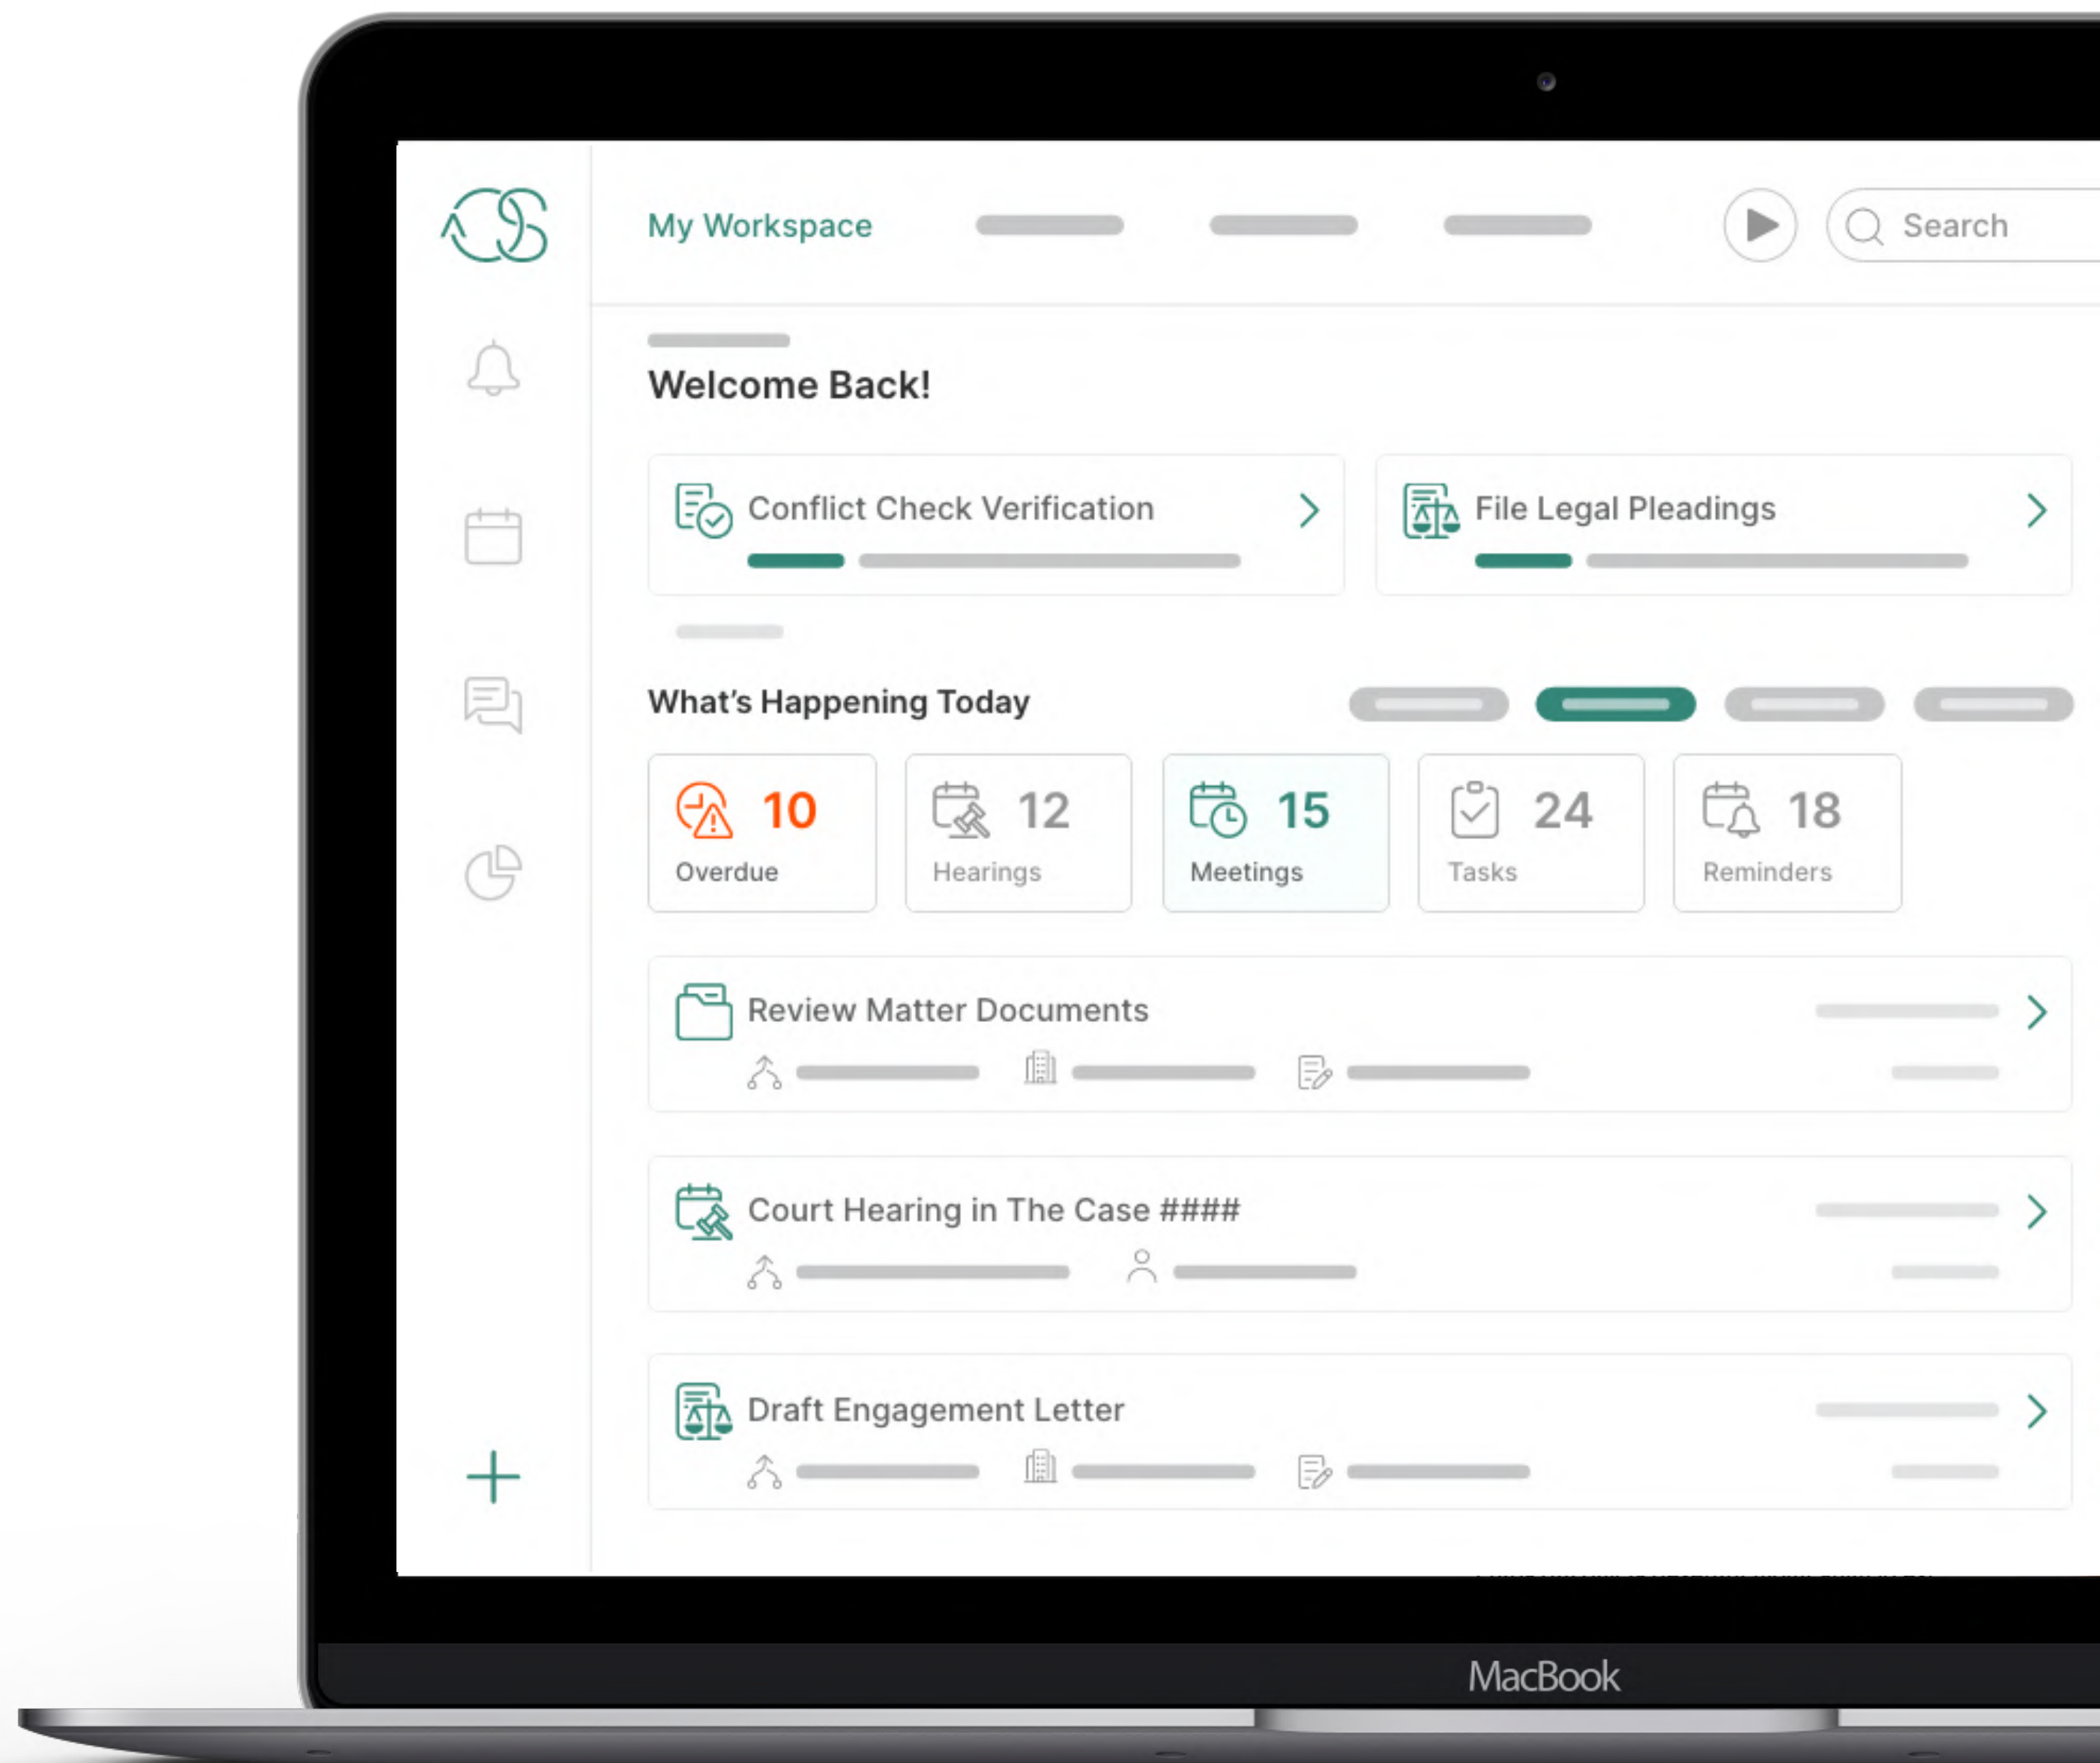 My Workspace
Search
Welcome Back!
Conflict Check Verification
File Legal Pleadings
What's Happening Today
10
Overdue
12
Hearings
15
Meetings
24
Tasks
18
Reminders
Review Matter Documents
Court Hearing in The Case ####
Draft Engagement Letter
MacBook